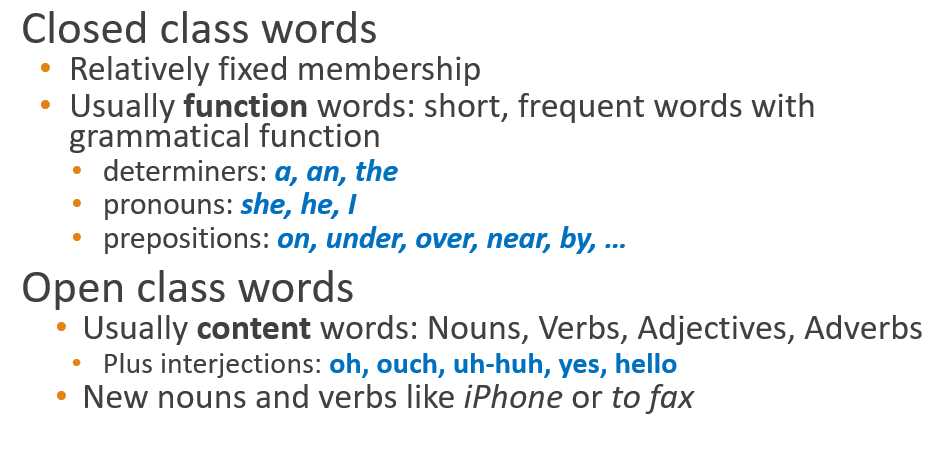 Closed class words
• Relatively fixed membership
• Usually function words: short, frequent words with
grammatical function
• determiners: a, an, the
• pronouns: she, he, I
• prepositions: on, under, over, near, by, …
Open class words
• Usually content words: Nouns, Verbs, Adjectives, Adverbs
• Plus interjections: oh, ouch, uh-huh, yes, hello
• New nouns and verbs like iPhone or to fax